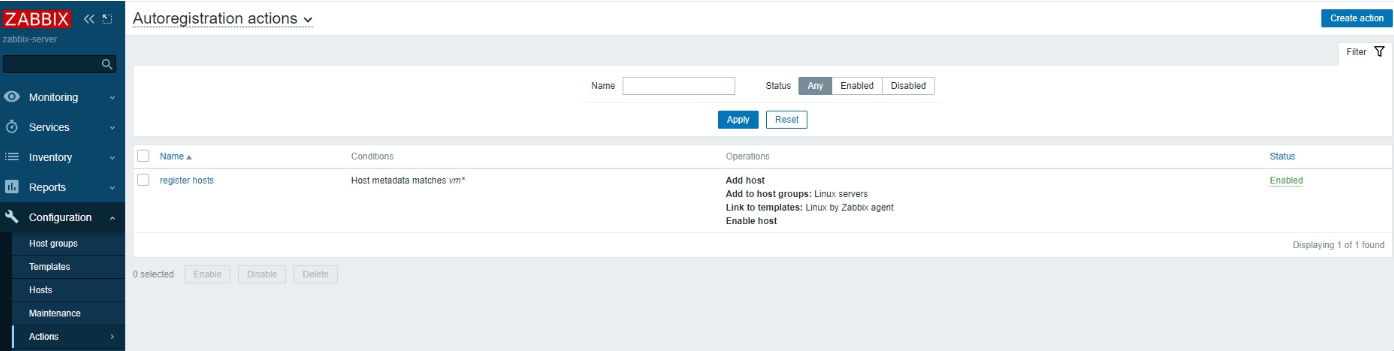 ZABBIX
Autoregistration actions
Create action
zabbix-server
Filter
Name
Status Any Enabled Disabled
Apply Reset
Monitoring
Services
Inventory
Reports
Configuration
Host groups
Templates
Hosts
Maintenance
Actions
Name Conditions Operations Status
register hosts Host metadata matches vm* Add host Enabled
Add to host groups: Linux servers
Link to templates: Linux by Zabbix agent
Enable host
Displaying 1 of 1 found
0 selected Enable Disable Delete